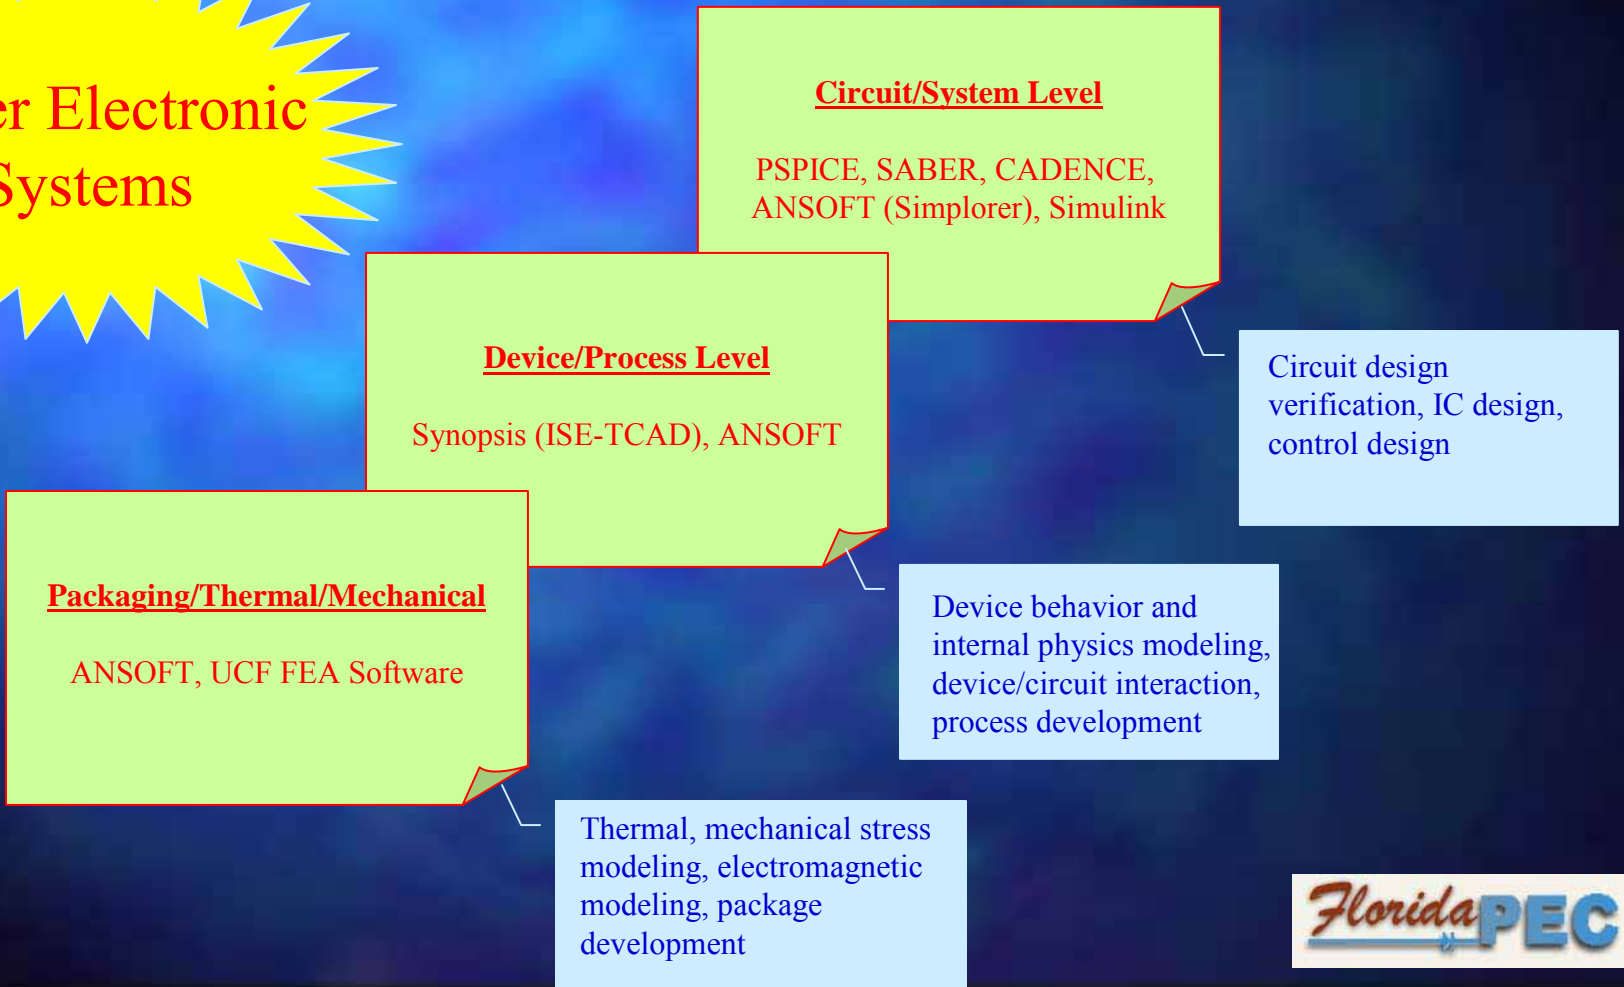 Electronic
Systems
Circuit/System Level
PSPICE, SABER, CADENCE,
ANSOFT (Simplorer), Simulink
Device/Process Level
Synopsis (ISE-TCAD), ANSOFT
Packaging/Thermal/Mechanical
ANSOFT, UCF FEA Software
Circuit design
verification, IC design,
control design
Device behavior and
internal physics modeling,
device/circuit interaction,
process development
Thermal, mechanical stress
modeling, electromagnetic
modeling, package
development
Florida PEC